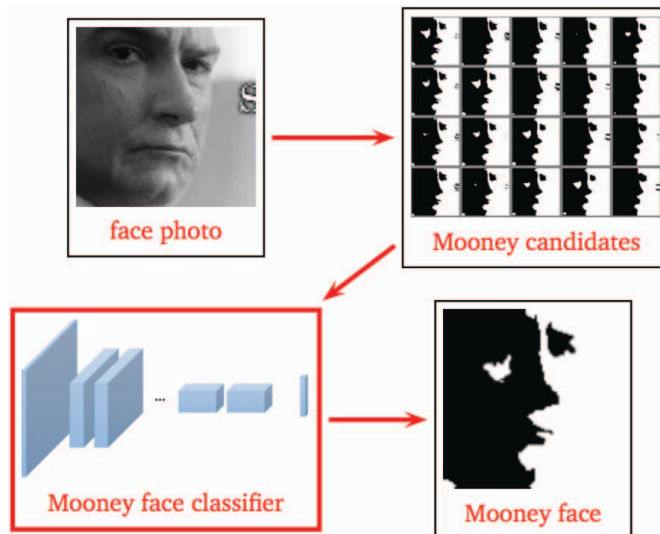 S
face photo
Mooney candidates
...
Mooney face classifier
Mooney face